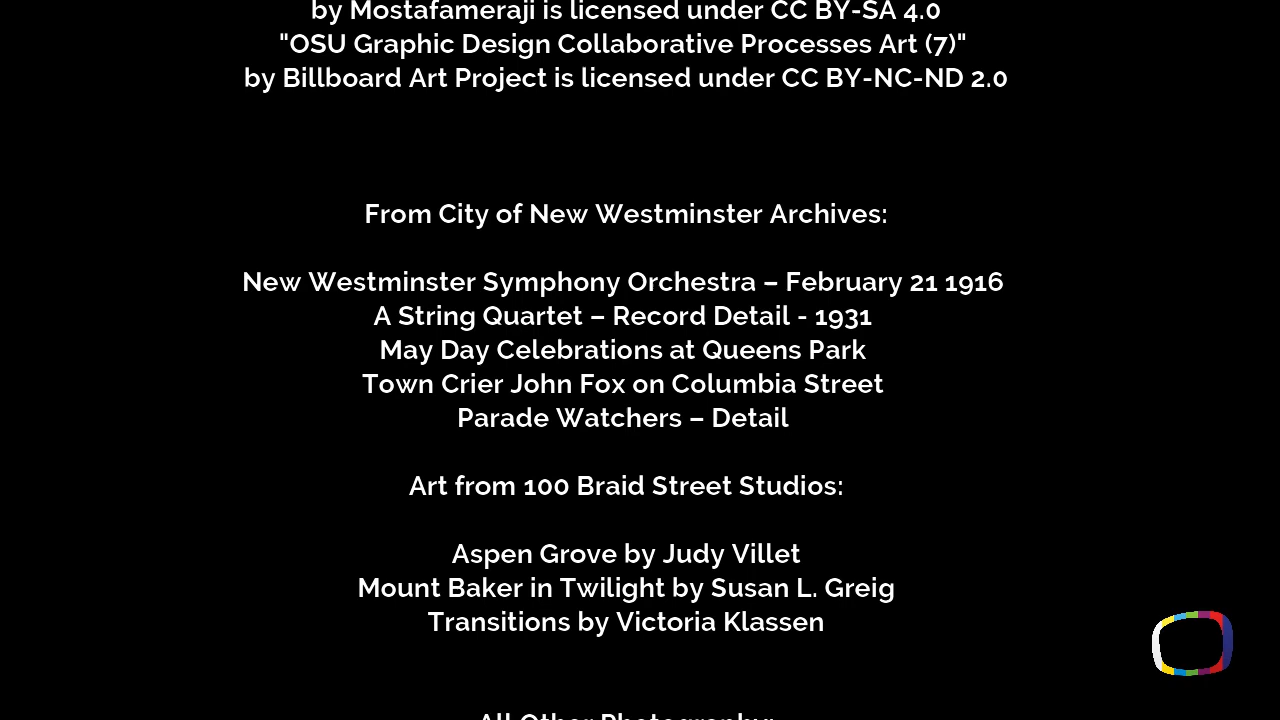 by Mostafameraji is licensed under CC BY-SA 4.0
"OSU Graphic Design Collaborative Processes Art (7)"
by Billboard Art Project is licensed under CC BY-NC-ND 2.0
From City of New Westminster Archives:
New Westminster Symphony Orchestra – February 21 1916
A String Quartet – Record Detail - 1931
May Day Celebrations at Queens Park
Town Crier John Fox on Columbia Street
Parade Watchers – Detail
Art from 100 Braid Street Studios:
Aspen Grove by Judy Villet
Mount Baker in Twilight by Susan L. Greig
Transitions by Victoria Klassen
All Other Photography: